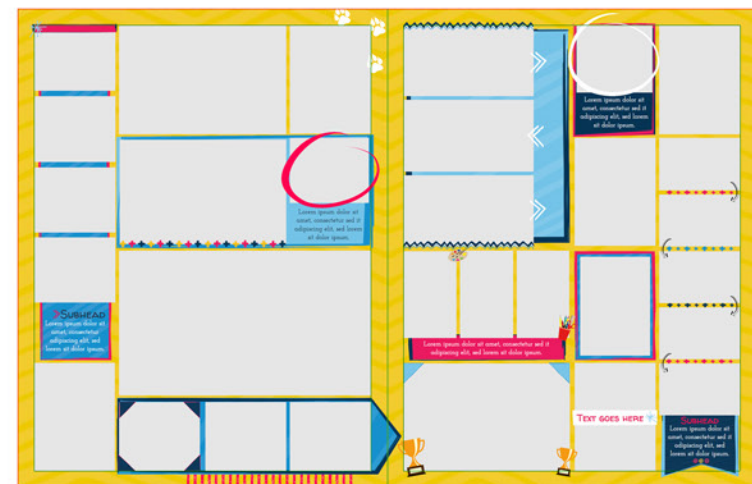 Lorem ipsum dolor sit
amet, consectetur sed it
adipiscing elit, sed lorem
sit dolor ipsum.
SUBHEAD
Lorem ipsum dolor sit
amet, consectetur
adipiscing elit, sed
lorem sit dolor ipsum.
Lorem ipsum dolor sit
amet, consectetur sed it
adipiscing elit, sed lorem
sit dolor ipsum.
Lorem ipsum dolor sit amet, consectetur sed it
adipiscing elit, sed lorem sit dolor ipsum.
TEXT GOES HERE
SUBHEAD
Lorem ipsum dolor sit
amet, consectetur
adipiscing elit, sed
lorem sit dolor ipsum.